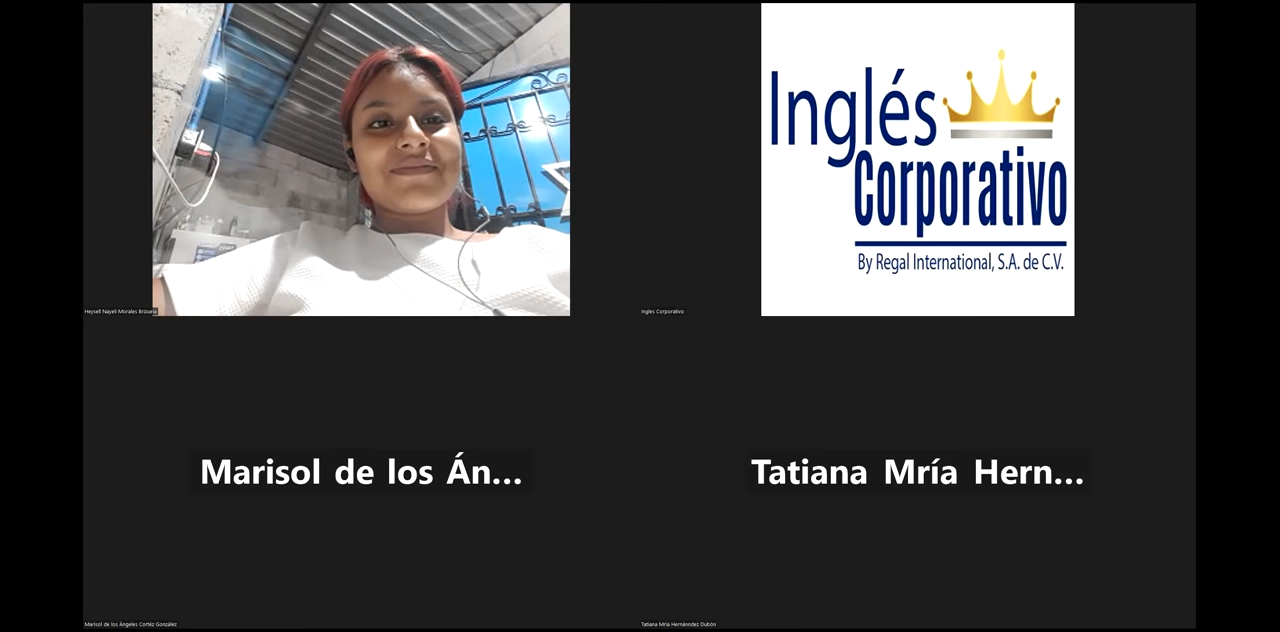 Inglés
Corporativo
By Regal International, S.A. de C.V.
Heysell Nayeli Morales Brizuela
Ingles Corporativo
Marisol de los Án...
Tatiana Mría Hern...
Marisol de los Ángeles Cortéz González
Tatiana Mría Hernánndez Dubón